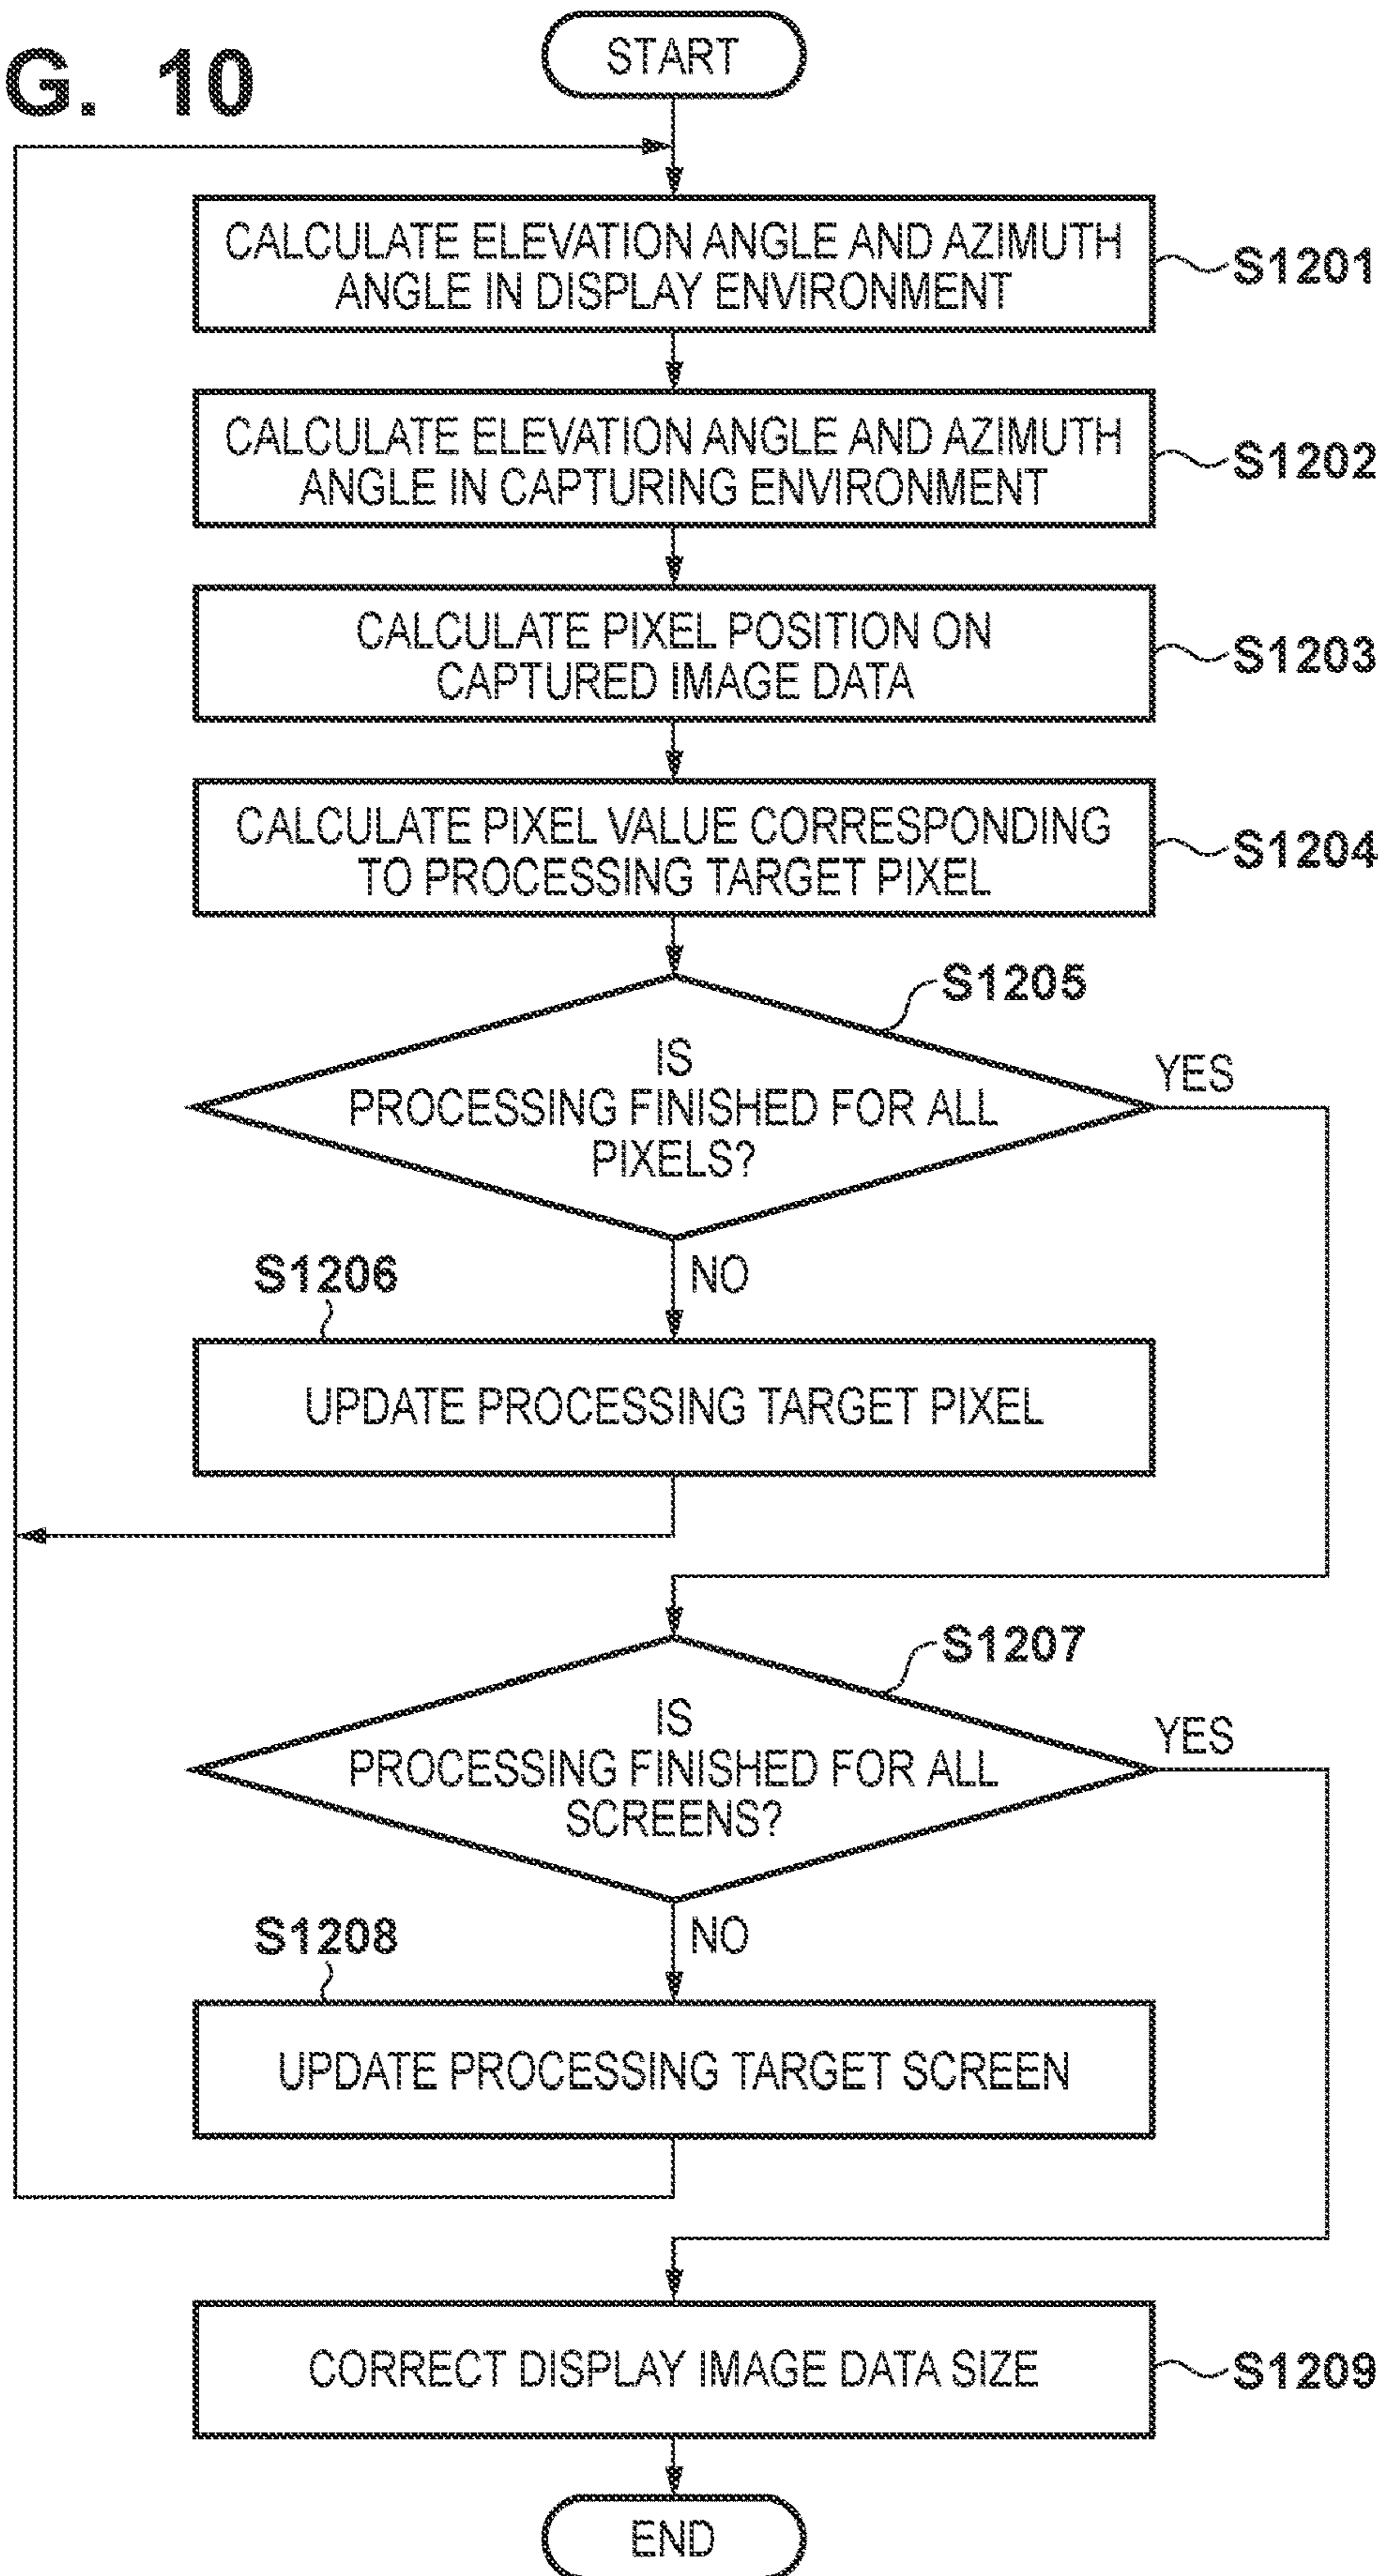 G. 10
START
CALCULATE ELEVATION ANGLE AND AZIMUTH
ANGLE IN DISPLAY ENVIRONMENT
S1201
CALCULATE ELEVATION ANGLE AND AZIMUTH
ANGLE IN CAPTURING ENVIRONMENT
S1202
CALCULATE PIXEL POSITION ON
CAPTURED IMAGE DATA
S1203
CALCULATE PIXEL VALUE CORRESPONDING
TO PROCESSING TARGET PIXEL
S1204
S1205
IS
PROCESSING FINISHED FOR ALL
PIXELS?
YES
NO
S1206
UPDATE PROCESSING TARGET PIXEL
S1207
IS
PROCESSING FINISHED FOR ALL
SCREENS?
YES
NO
S1208
UPDATE PROCESSING TARGET SCREEN
CORRECT DISPLAY IMAGE DATA SIZE
S1209
END